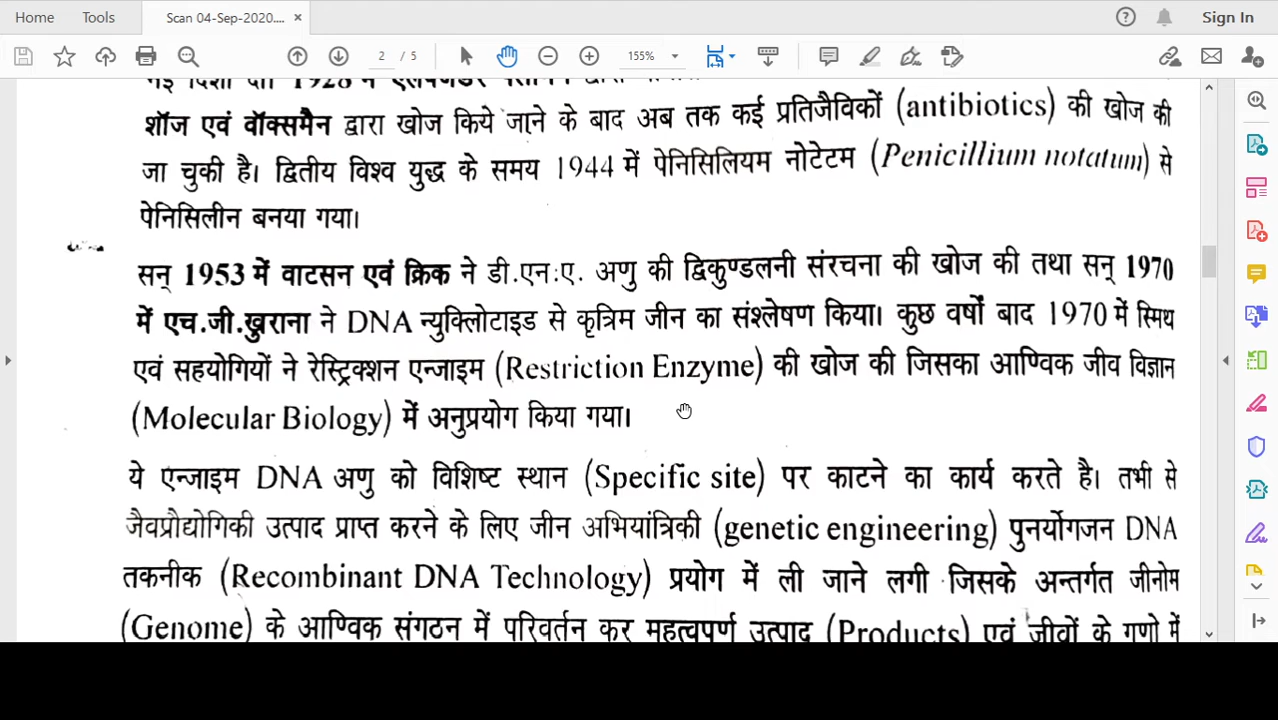 Home Tools Scan 04-Sep-2020.... × Sign In
2 / 5 155%
नई दिशा दी। 1928 में
शॉज एवं वॉक्समैन द्वारा खोज किये जाने के बाद अब तक कई प्रतिजैविकों (antibiotics) की खोज की
जा चुकी है। द्वितीय विश्व युद्ध के समय 1944 में पेनिसिलियम नोटेटम (Penicillium notatum) से
पेनिसिलीन बनया गया।
सन् 1953 में वाटसन एवं क्रिक ने डी.एन.ए. अणु की द्विकुण्डलनी संरचना की खोज की तथा सन् 1970
में एच.जी.खुराना ने DNA न्युक्लिोटाइड से कृत्रिम जीन का संश्लेषण किया। कुछ वर्षों बाद 1970 में स्मिथ
एवं सहयोगियों ने रेस्ट्रिक्शन एन्जाइम (Restriction Enzyme) की खोज की जिसका आण्विक जीव विज्ञान
(Molecular Biology) में अनुप्रयोग किया गया।
ये एन्जाइम DNA अणु को विशिष्ट स्थान (Specific site) पर काटने का कार्य करते है। तभी से
जैवप्रौद्योगिकी उत्पाद प्राप्त करने के लिए जीन अभियांत्रिकी (genetic engineering) पुनर्योगजन DNA
तकनीक (Recombinant DNA Technology) प्रयोग में ली जाने लगी जिसके अन्तर्गत जीनोम
(Genome) के आण्विक संगठन में परिवर्तन कर महत्वपूर्ण उत्पाद (Products) एवं जीवों के गुणो में